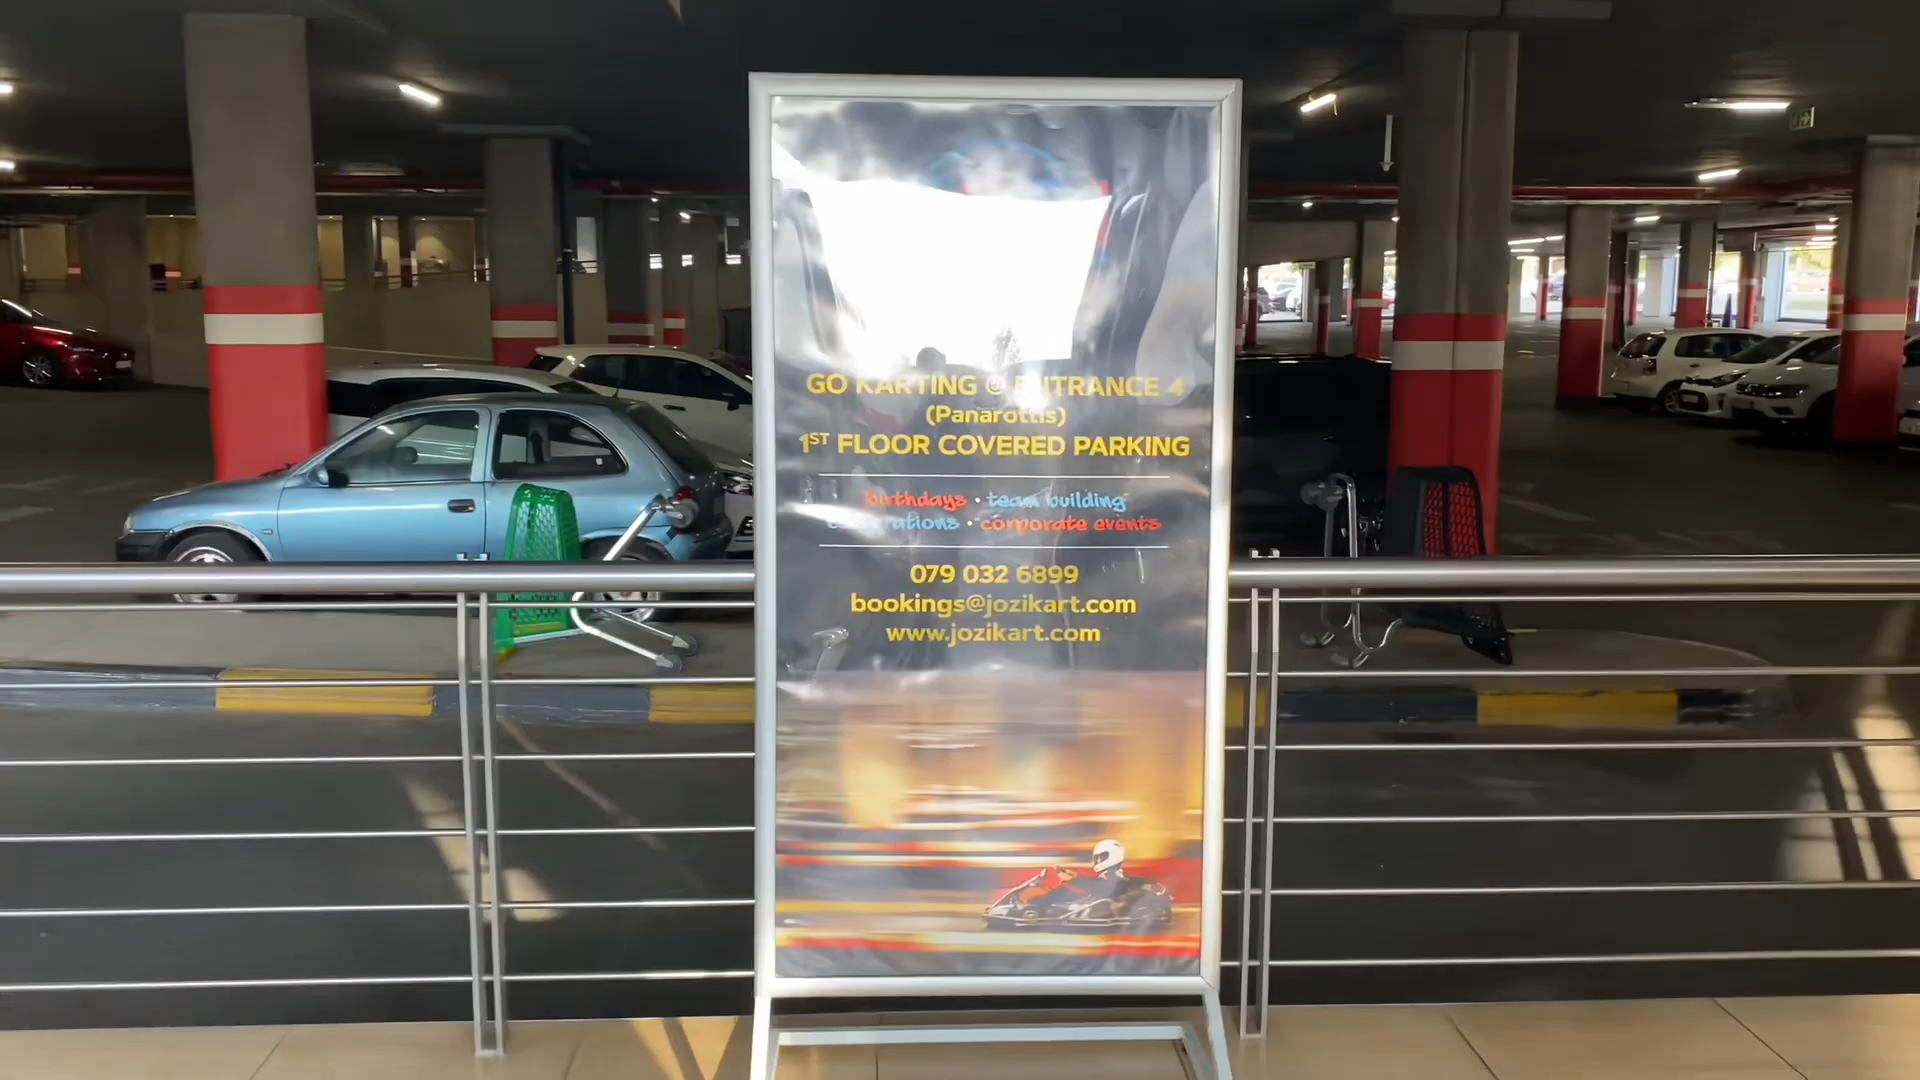 GO KARTING @ ENTRANCE 4
(Panarottis)
1ST FLOOR COVERED PARKING
birthdays • team building
• corporate events
079 032 6899
bookings@jozikart.com
www.jozikart.com